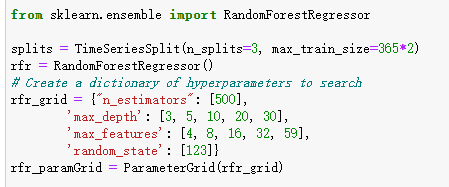 from sklearn.ensemble import RandomForestRegressor
splits = TimeSeriesSplit(n_splits=3, max_train_size=365*2)
rfr = RandomForestRegressor()
# Create a dictionary of hyperparameters to search
rfr_grid = {"n_estimators": [500],
'max_depth': [3, 5, 10, 20, 30],
'max_features': [4, 8, 16, 32, 59],
'random_state': [123]}
rfr_paramGrid = ParameterGrid(rfr_grid)